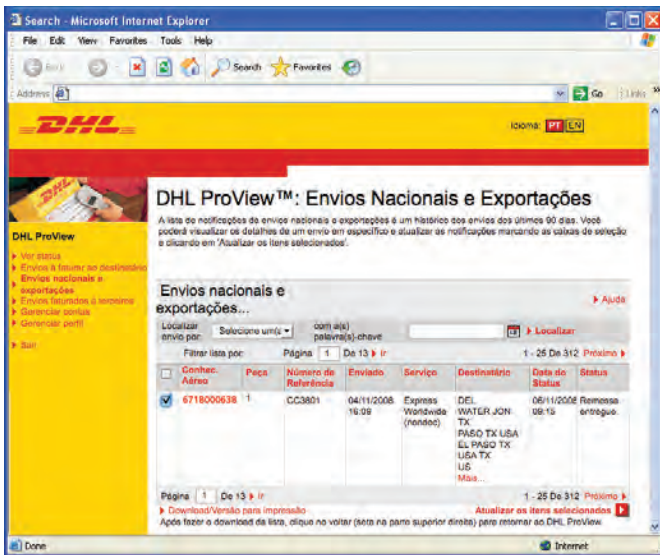 Search - Microsoft Internet Explorer
File Edit View Favorites Tools Help
Back Search Favorites
Address Go Links
DHL
Idioma: PT EN
DHL ProView™: Envios Nacionais e Exportações
A lista de notificações de envios nacionais e exportações é um histórico dos envios dos últimos 90 dias. Você
poderá visualizar os detalhes de um envio em específico e atualizar as notificações marcando as caixas de seleção
e clicando em 'Atualizar os itens selecionados'.
DHL ProView
Ver status
Envios à faturar ao destinatário
Envios nacionais e
exportações
Envios faturados à terceiros
Gerenciar contas
Gerenciar perfil
Sair
Envios nacionais e
exportações...
Ajuda
Localizar
envio por:
Selecione um(a
com a(s)
palavra(s)-chave
Localizar
Filtrar lista por: Página 1 De 13 Ir 1 - 25 De 312 Próximo
Conhec.
Aéreo
Peça
Número de
Referência
Enviado
Serviço
Destinatário
Data do
Status
Status
6718000638
1
CC3801
04/11/2008
16:09
Express
Worldwide
(nondoc)
DEL
WATER JON
TX
PASO TX USA
EL PASO TX
USA TX
US
Mais...
06/11/2008
09:15
Remessa
entregue.
Página 1 De 13 Ir 1 - 25 De 312 Próximo
Download/Versão para impressão Atualizar os itens selecionados
Após fazer o download da lista, clique no voltar (seta na parte superior direita) para retornar ao DHL ProView.
Done Internet